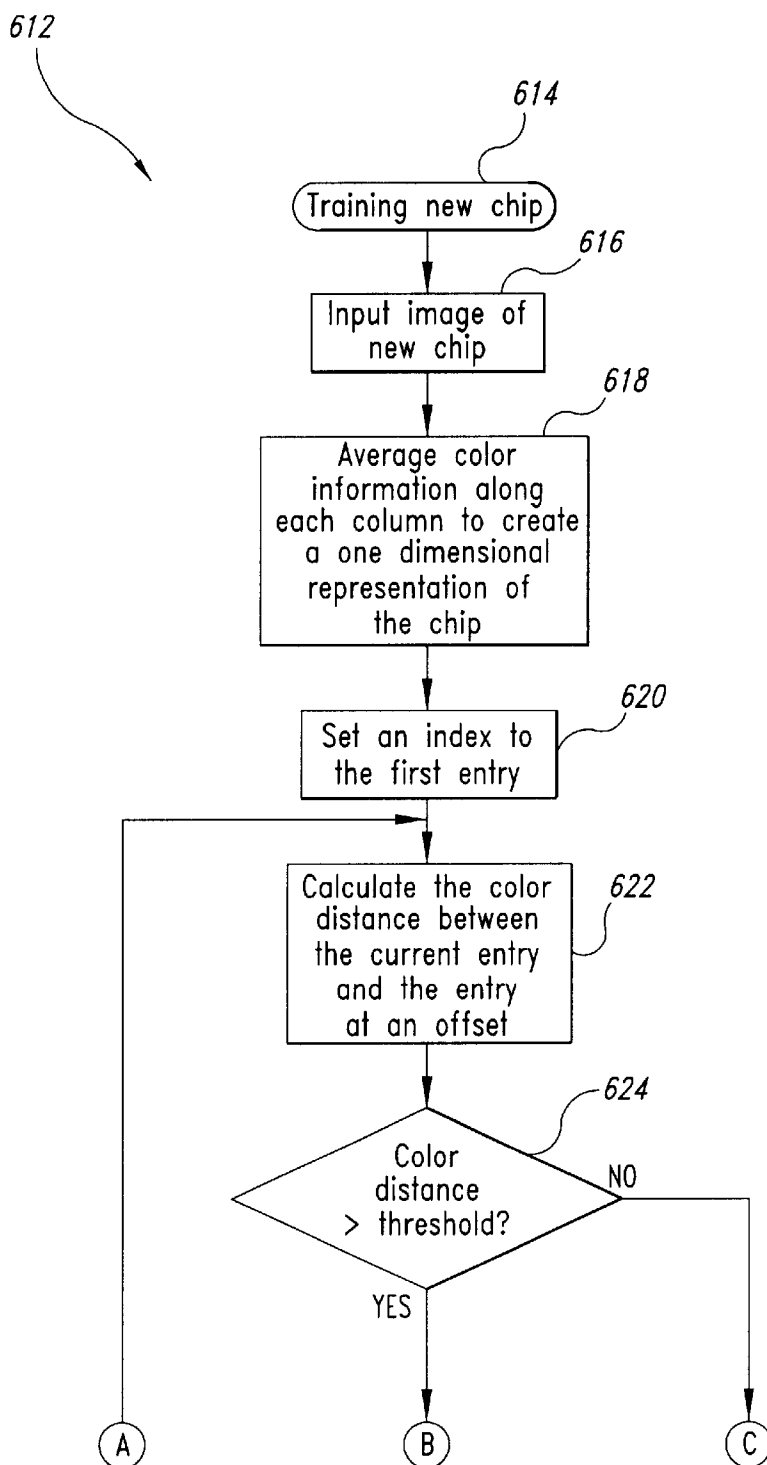 612
614
Training new chip
616
Input image of
new chip
618
Average color
information along
each column to create
a one dimensional
representation of
the chip
620
Set an index to
the first entry
622
Calculate the color
distance between
the current entry
and the entry
at an offset
624
Color
distance
> threshold?
NO
YES
A
B
C